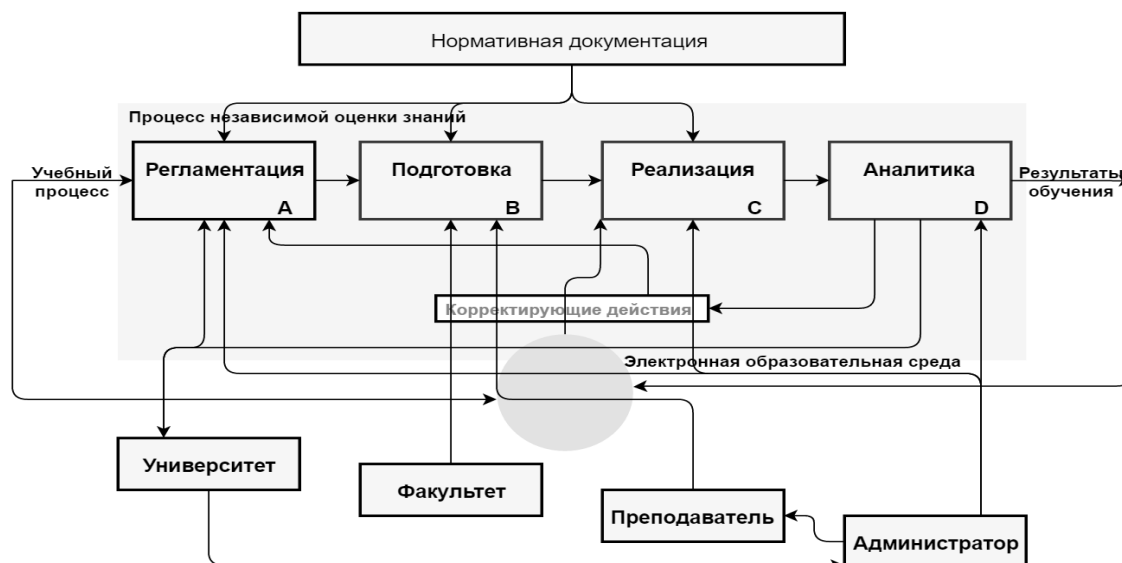 Нормативная документация
Процесс независимой оценки знаний
Учебный
процесс
Регламентация
A
Подготовка
B
Реализация
C
Аналитика
D
Результаты
обучения
Корректирующие действия
Электронная образовательная среда
Университет
Факультет
Преподаватель
Администратор